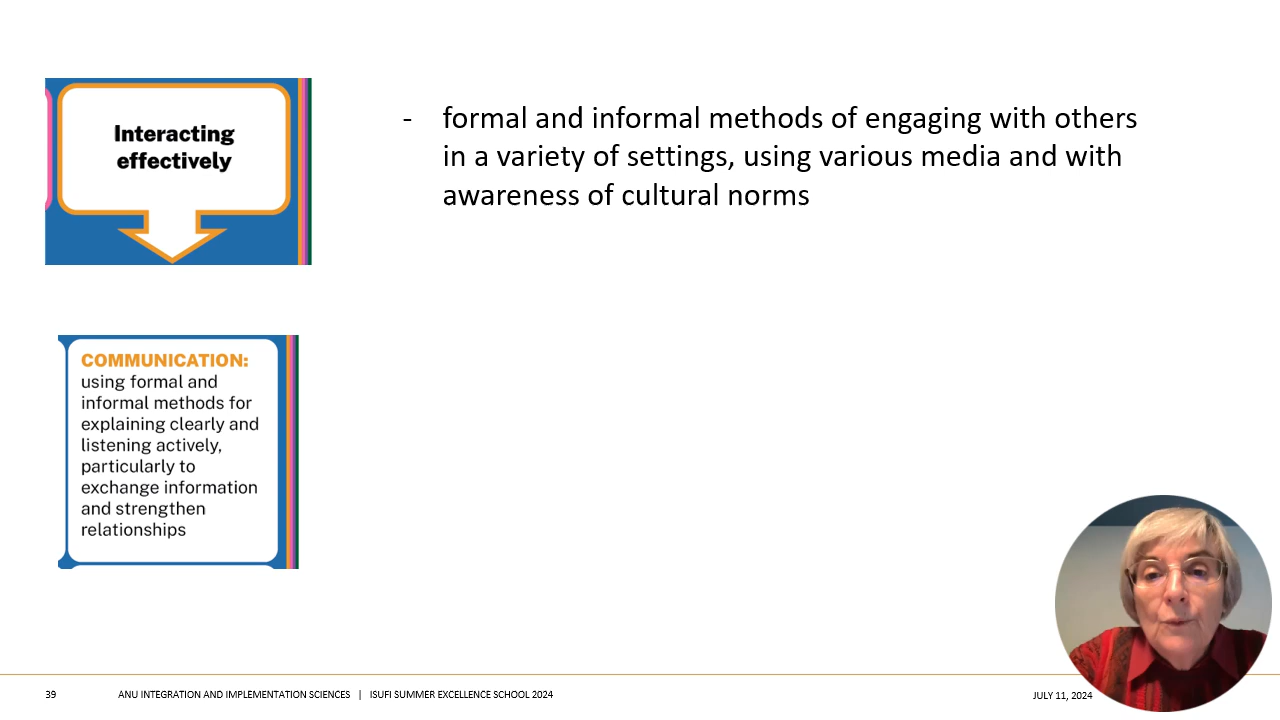 Interacting
effectively
- formal and informal methods of engaging with others
in a variety of settings, using various media and with
awareness of cultural norms
COMMUNICATION:
using formal and
informal methods for
explaining clearly and
listening actively,
particularly to
exchange information
and strengthen
relationships
39 ANU INTEGRATION AND IMPLEMENTATION SCIENCES | ISUFI SUMMER EXCELLENCE SCHOOL 2024 JULY 11, 2024